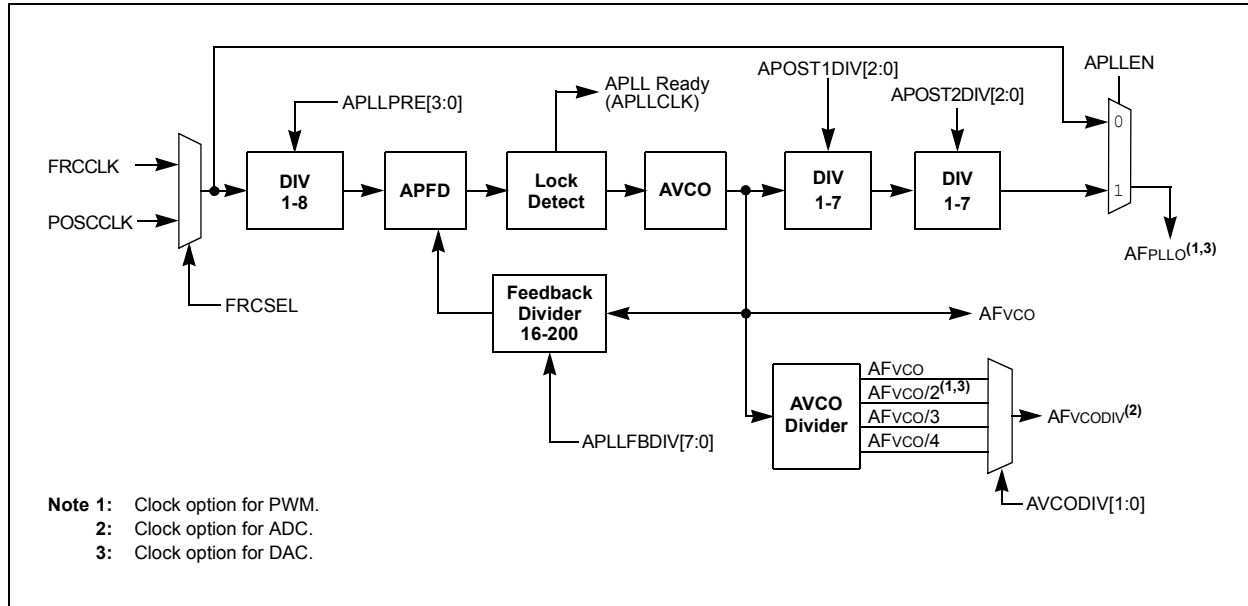 APLLEN
APOST1DIV[2:0]
APLL Ready
(APLLCLK)
APLLPRE[3:0]
APOST2DIV[2:0]
0
FRCCLK
DIV
1-8
APFD
Lock
Detect
AVCO
DIV
1-7
DIV
1-7
1
POSCCLK
AFPLLO(1,3)
FRCSEL
Feedback
Divider
16-200
AFVCO
AVCO
Divider
AFVCO
AFVCO/2(1,3)
AFVCO/3
AFVCO/4
AFVCODIV(2)
APLLFBDIV[7:0]
AVCODIV[1:0]
Note 1: Clock option for PWM.
2: Clock option for ADC.
3: Clock option for DAC.